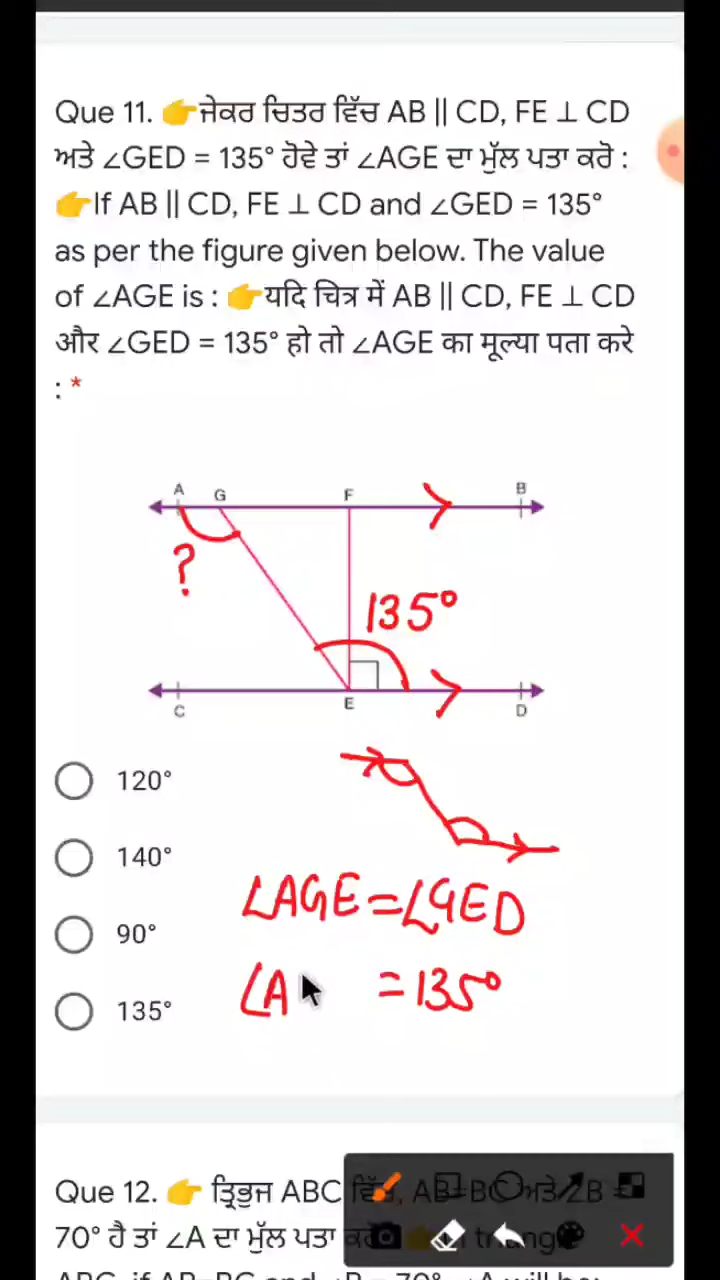 Que 11. 👉ਜੇਕਰ ਚਿਤਰ ਵਿੱਚ AB || CD, FE ⊥ CD
ਅਤੇ ∠GED = 135° ਹੋਵੇ ਤਾਂ ∠AGE ਦਾ ਮੁੱਲ ਪਤਾ ਕਰੋ :
👉If AB || CD, FE ⊥ CD and ∠GED = 135°
as per the figure given below. The value
of ∠AGE is : 👉यदि चित्र में AB || CD, FE ⊥ CD
और ∠GED = 135° हो तो ∠AGE का मूल्या पता करे
: *
A G F B
?
135°
C E D
120°
140°
∠AGE=∠GED
90°
∠A =135°
135°
Que 12. 👉 ਤ੍ਰਿਭੁਜ ABC ਵਿੱਚ, AB=BC ਅਤੇ ∠B =
70° ਹੈ ਤਾਂ ∠A ਦਾ ਮੁੱਲ ਪਤਾ